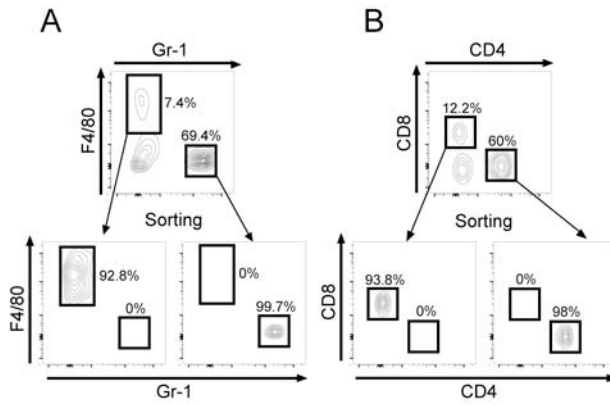 A
B
Gr-1
CD4
F4/80
7.4%
69.4%
CD8
12.2%
60%
Sorting
Sorting
F4/80
92.8%
0%
0%
99.7%
CD8
93.8%
0%
0%
98%
Gr-1
CD4